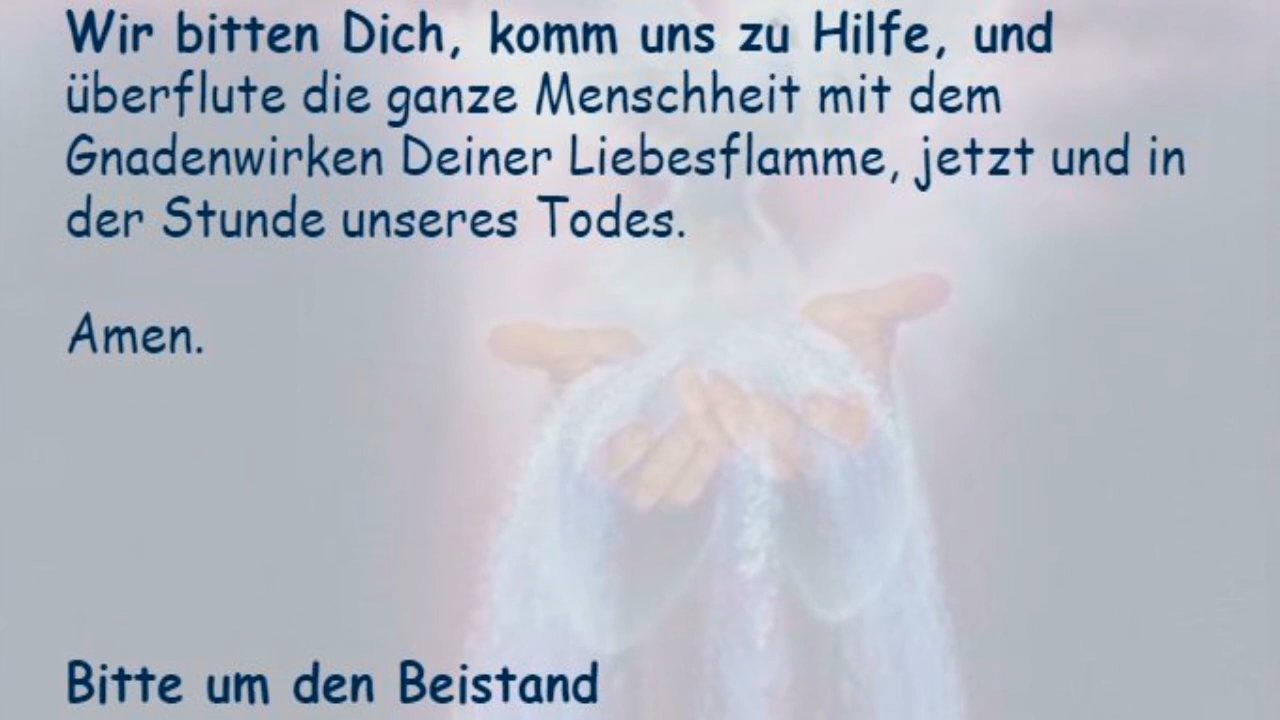 Wir bitten Dich, komm uns zu Hilfe, und
überflute die ganze Menschheit mit dem
Gnadenwirken Deiner Liebesflamme, jetzt und in
der Stunde unseres Todes.
Amen.
Bitte um den Beistand